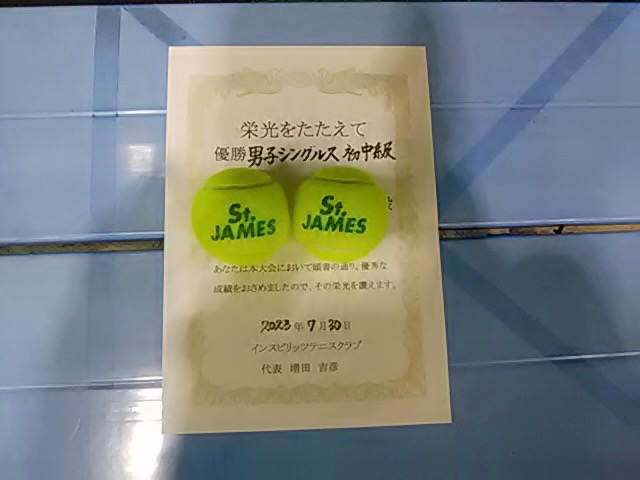 栄光をたたえて
優勝 男子シングルス 初中級
St.
JAMES
St.
JAMES
あなたは本大会において頭書の通り、優秀な
成績をおさめましたので、その栄光を讃えます。
2023年7月30日
インスピリッツテニスクラブ
代表 増田 吉彦